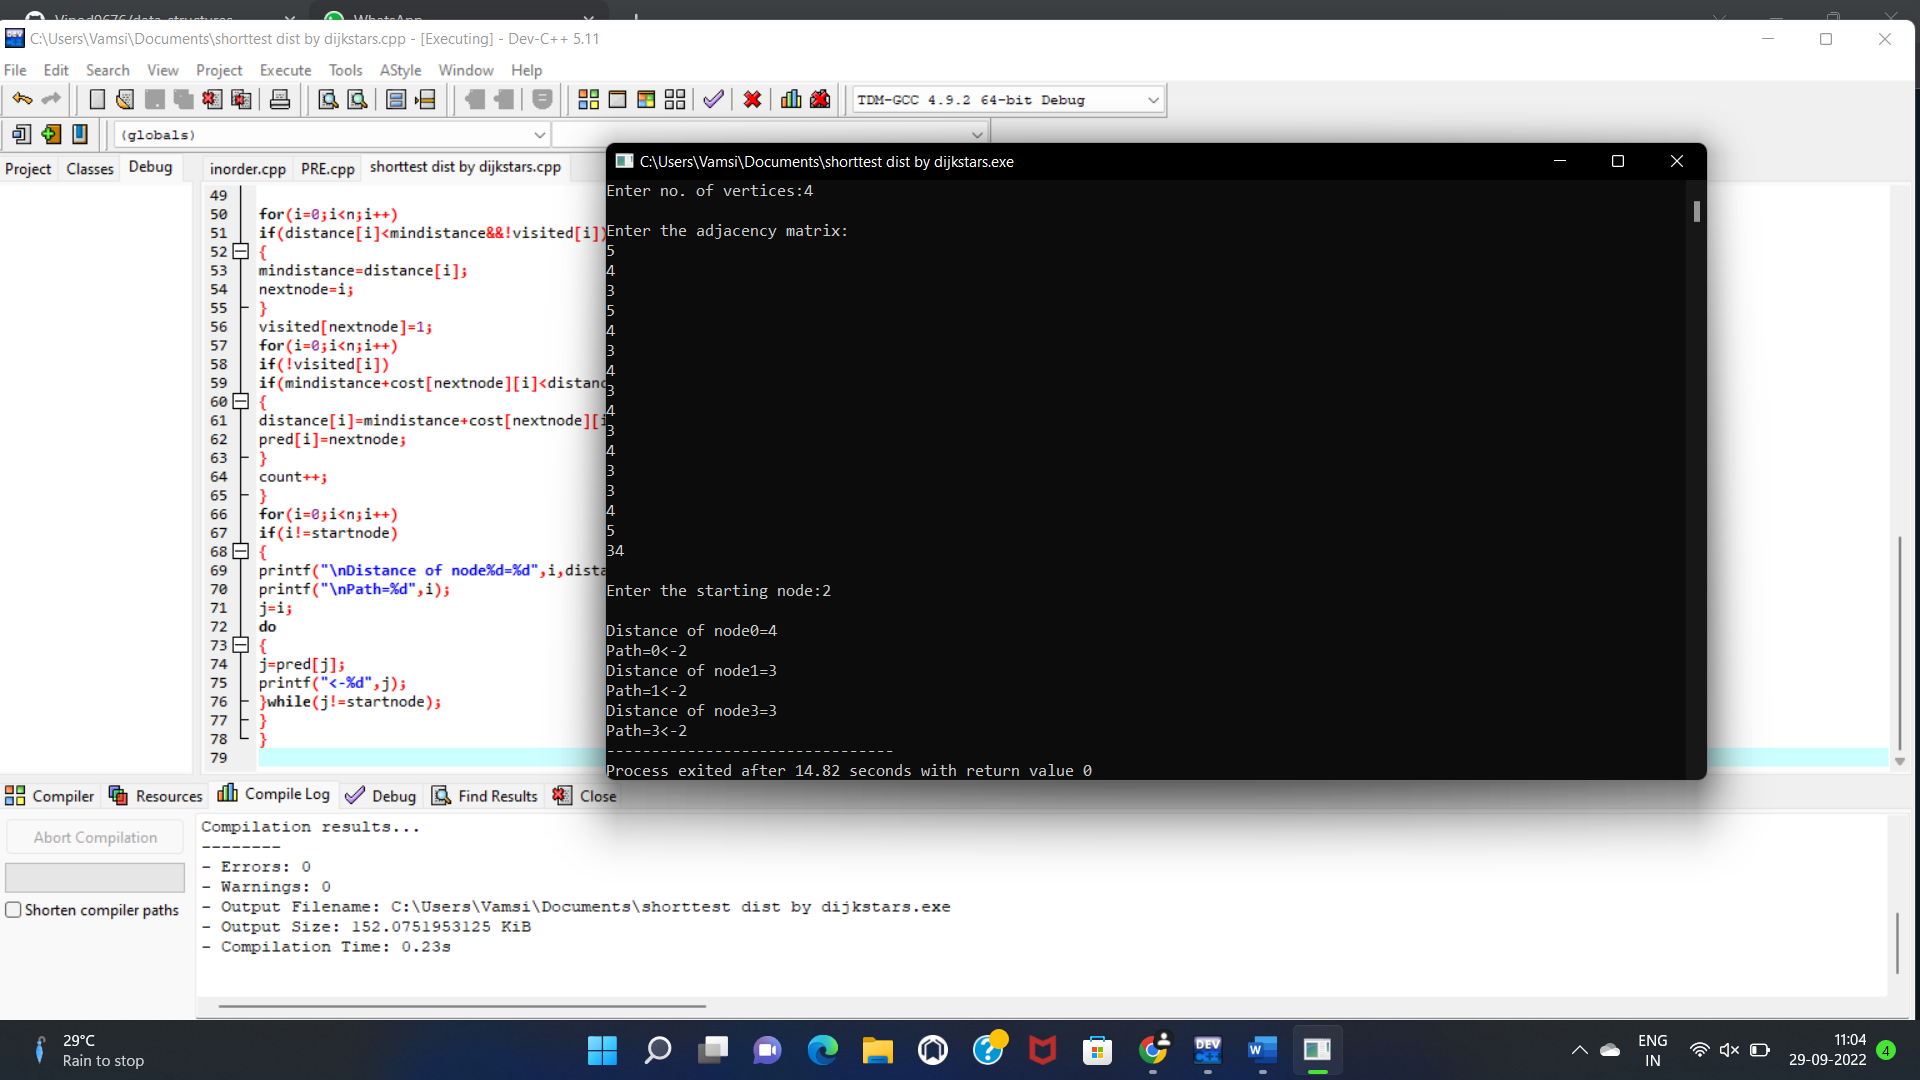 Vinod9676/data-structures
WhatsApp
C:\Users\Vamsi\Documents\shorttest dist by dijkstars.cpp - [Executing] - Dev-C++ 5.11
File Edit Search View Project Execute Tools AStyle Window Help
TDM-GCC 4.9.2 64-bit Debug
(globals)
Project Classes Debug
inorder.cpp PRE.cpp shorttest dist by dijkstars.cpp
49
50 for(i=0;i<n;i++)
51 if(distance[i]<mindistance&&!visited[i])
52 {
53 mindistance=distance[i];
54 nextnode=i;
55 }
56 visited[nextnode]=1;
57 for(i=0;i<n;i++)
58 if(!visited[i])
59 if(mindistance+cost[nextnode][i]<distanc
60 {
61 distance[i]=mindistance+cost[nextnode][i
62 pred[i]=nextnode;
63 }
64 count++;
65 }
66 for(i=0;i<n;i++)
67 if(i!=startnode)
68 {
69 printf("\nDistance of node%d=%d",i,dista
70 printf("\nPath=%d",i);
71 j=i;
72 do
73 {
74 j=pred[j];
75 printf("<-%d",j);
76 }while(j!=startnode);
77 }
78 }
79
C:\Users\Vamsi\Documents\shorttest dist by dijkstars.exe
Enter no. of vertices:4
Enter the adjacency matrix:
5
4
3
5
4
3
4
3
4
3
4
3
3
4
5
34
Enter the starting node:2
Distance of node0=4
Path=0<-2
Distance of node1=3
Path=1<-2
Distance of node3=3
Path=3<-2
--------------------------------
Process exited after 14.82 seconds with return value 0
Compiler Resources Compile Log Debug Find Results Close
Abort Compilation
Shorten compiler paths
Compilation results...
--------
- Errors: 0
- Warnings: 0
- Output Filename: C:\Users\Vamsi\Documents\shorttest dist by dijkstars.exe
- Output Size: 152.0751953125 KiB
- Compilation Time: 0.23s
29°C
Rain to stop
DEV
C++
W
ENG
IN
11:04
29-09-2022
4